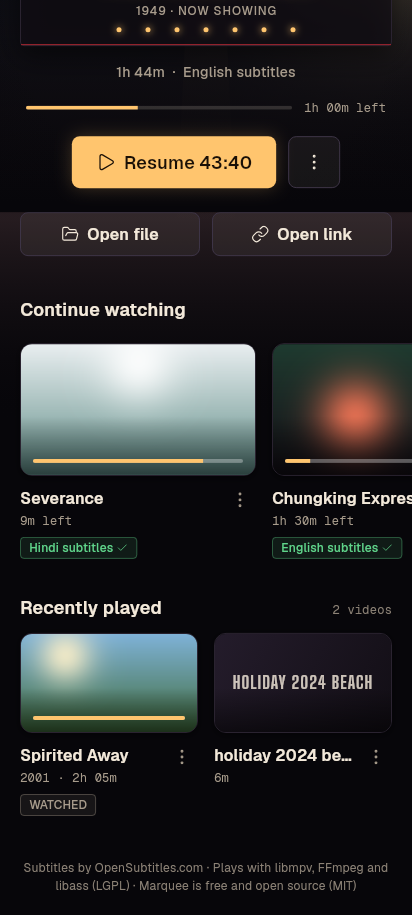 1949 · NOW SHOWING
1h 44m · English subtitles
1h 00m left
Resume 43:40
Open file
Open link
Continue watching
Severance
9m left
Hindi subtitles ✓
Chungking Expres
1h 30m left
English subtitles ✓
Recently played
2 videos
Spirited Away
2001 · 2h 05m
WATCHED
HOLIDAY 2024 BEACH
holiday 2024 be...
6m
Subtitles by OpenSubtitles.com · Plays with libmpv, FFmpeg and
libass (LGPL) · Marquee is free and open source (MIT)